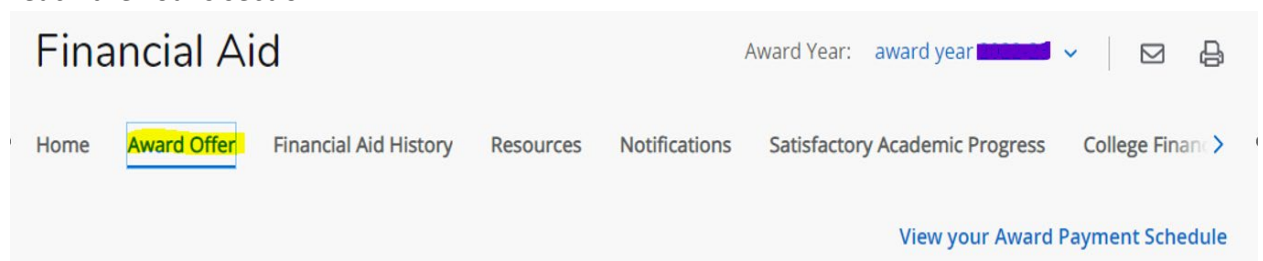 Financial Aid
Award Year: award year
Home Award Offer Financial Aid History Resources Notifications Satisfactory Academic Progress College Finan
View your Award Payment Schedule